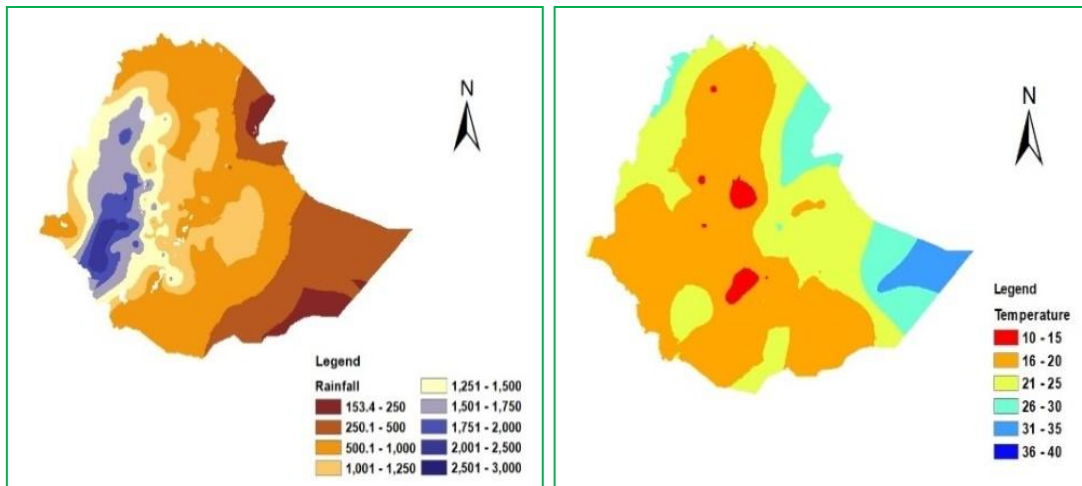 N
Legend
Rainfall
153.4 - 250
250.1 - 500
500.1 - 1,000
1,001 - 1,250
1,251 - 1,500
1,501 - 1,750
1,751 - 2,000
2,001 - 2,500
2,501 - 3,000
N
Legend
Temperature
10 - 15
16 - 20
21 - 25
26 - 30
31 - 35
36 - 40